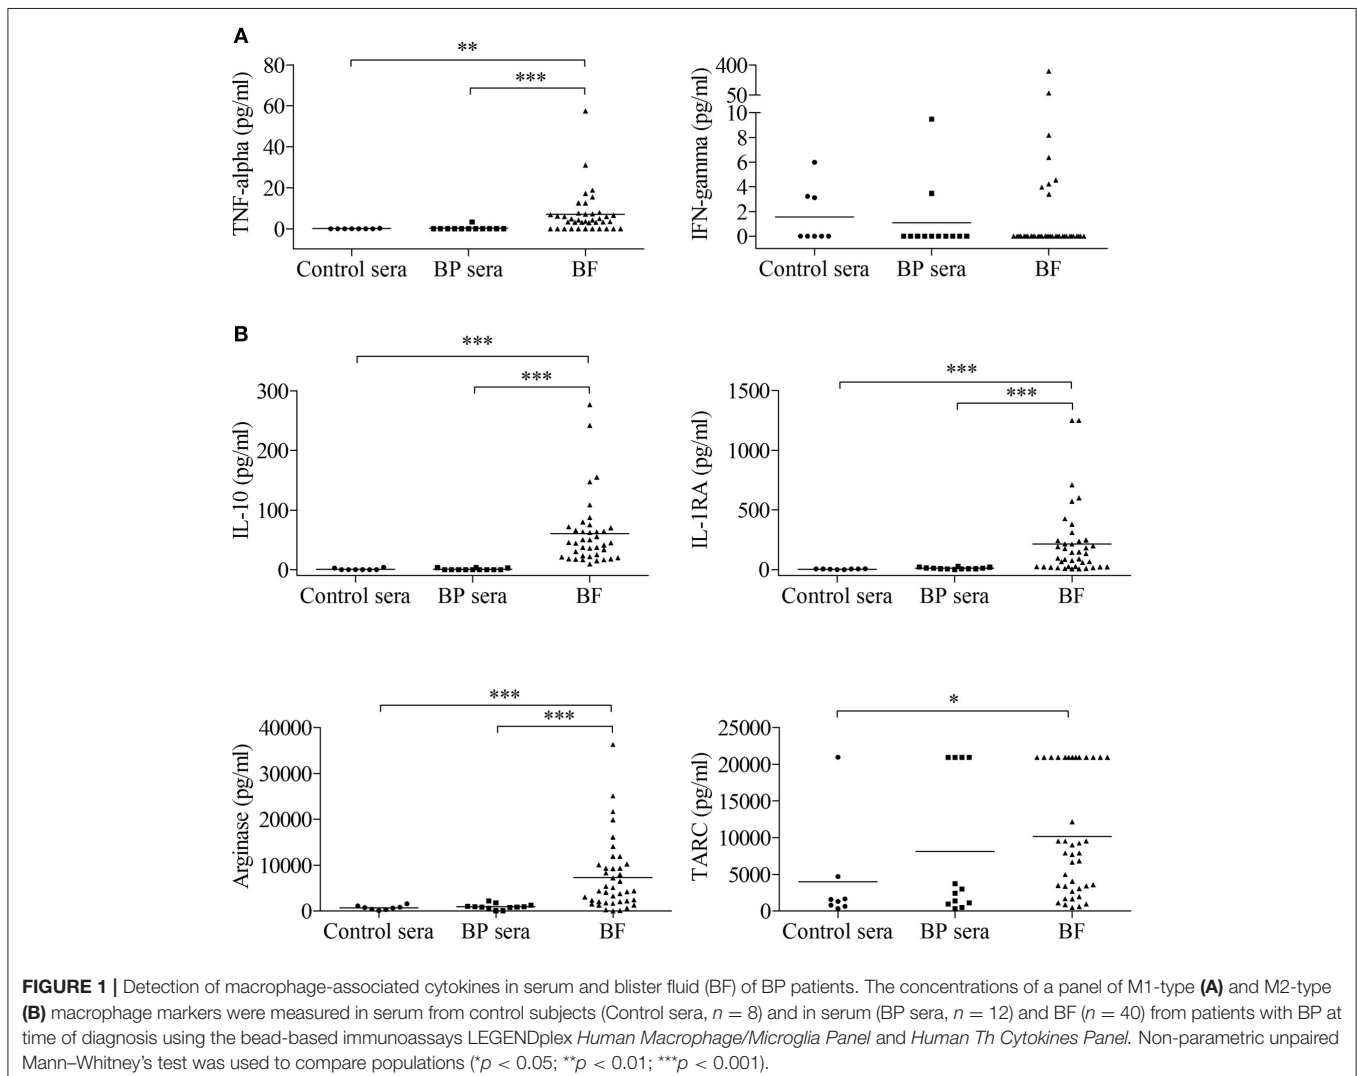 A
**
***
80
60
40
20
0
TNF-alpha (pg/ml)
Control sera
BP sera
BF
400
50
10
8
6
4
2
0
IFN-gamma (pg/ml)
Control sera
BP sera
BF
B
***
***
300
200
100
0
IL-10 (pg/ml)
Control sera
BP sera
BF
***
***
1500
1000
500
0
IL-1RA (pg/ml)
Control sera
BP sera
BF
***
***
40000
30000
20000
10000
0
Arginase (pg/ml)
Control sera
BP sera
BF
*
25000
20000
15000
10000
5000
0
TARC (pg/ml)
Control sera
BP sera
BF
FIGURE 1 | Detection of macrophage-associated cytokines in serum and blister fluid (BF) of BP patients. The concentrations of a panel of M1-type (A) and M2-type
(B) macrophage markers were measured in serum from control subjects (Control sera, n = 8) and in serum (BP sera, n = 12) and BF (n = 40) from patients with BP at
time of diagnosis using the bead-based immunoassays LEGENDplex Human Macrophage/Microglia Panel and Human Th Cytokines Panel. Non-parametric unpaired
Mann–Whitney's test was used to compare populations (*p < 0.05; **p < 0.01; ***p < 0.001).